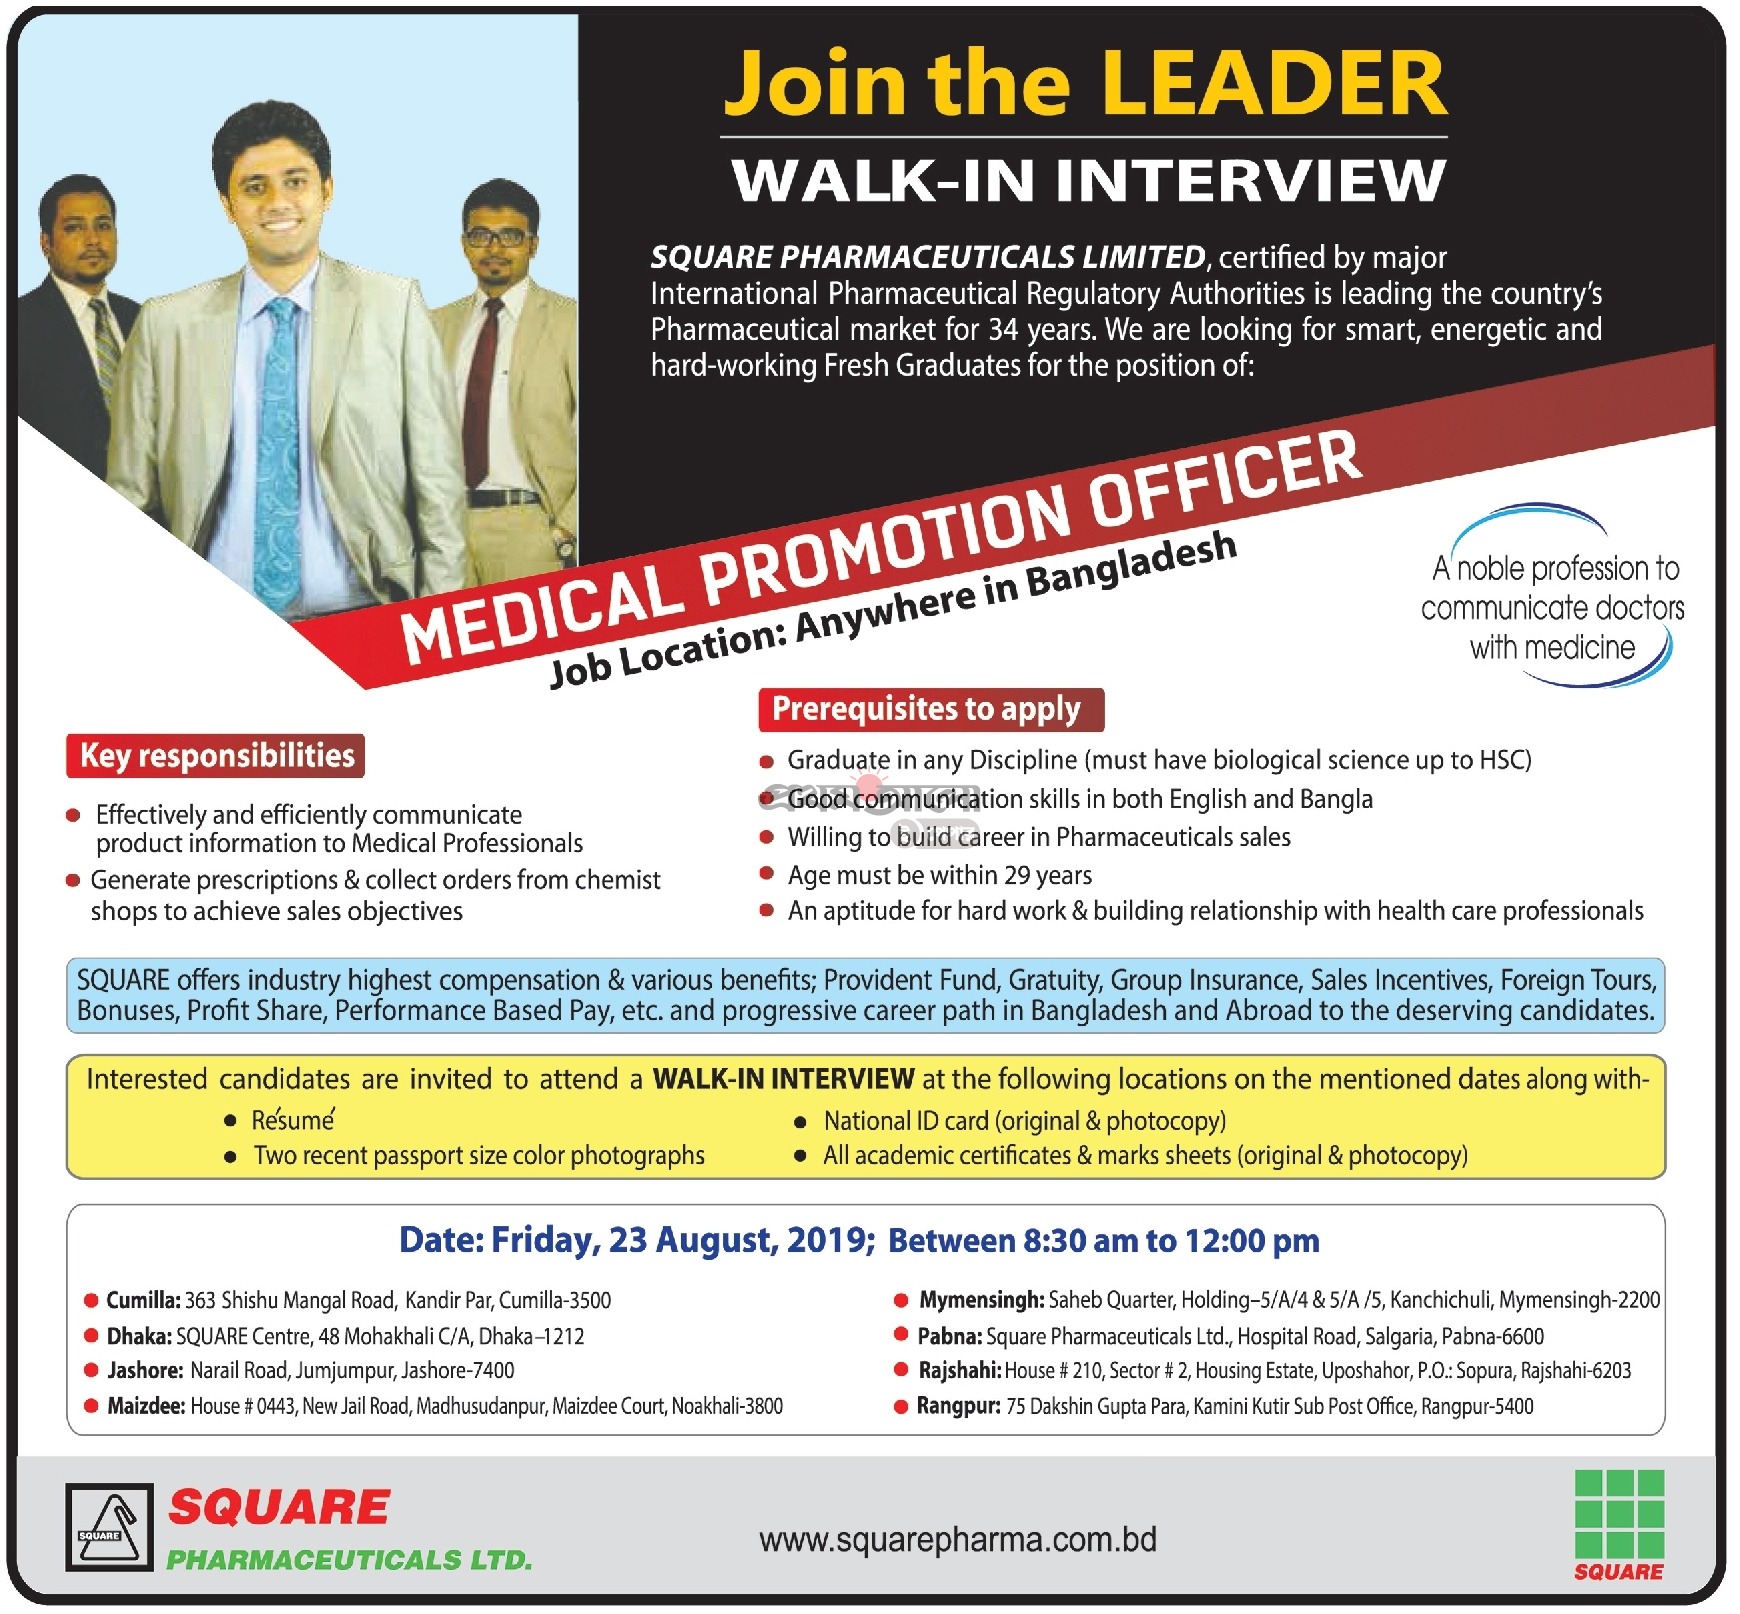 Join the LEADER
WALK-IN INTERVIEW
SQUARE PHARMACEUTICALS LIMITED, certified by major
International Pharmaceutical Regulatory Authorities is leading the country's
Pharmaceutical market for 34 years. We are looking for smart, energetic and
hard-working Fresh Graduates for the position of:
MEDICAL PROMOTION OFFICER
Job Location: Anywhere in Bangladesh
A noble profession to
communicate doctors
with medicine
Key responsibilities
Effectively and efficiently communicate
product information to Medical Professionals
Generate prescriptions & collect orders from chemist
shops to achieve sales objectives
Prerequisites to apply
Graduate in any Discipline (must have biological science up to HSC)
Good communication skills in both English and Bangla
Willing to build career in Pharmaceuticals sales
Age must be within 29 years
An aptitude for hard work & building relationship with health care professionals
প্রথম আলো
SQUARE offers industry highest compensation & various benefits; Provident Fund, Gratuity, Group Insurance, Sales Incentives, Foreign Tours,
Bonuses, Profit Share, Performance Based Pay, etc. and progressive career path in Bangladesh and Abroad to the deserving candidates.
Interested candidates are invited to attend a WALK-IN INTERVIEW at the following locations on the mentioned dates along with-
• Résumé
• Two recent passport size color photographs
• National ID card (original & photocopy)
• All academic certificates & marks sheets (original & photocopy)
Date: Friday, 23 August, 2019; Between 8:30 am to 12:00 pm
Cumilla: 363 Shishu Mangal Road, Kandir Par, Cumilla-3500
Dhaka: SQUARE Centre, 48 Mohakhali C/A, Dhaka–1212
Jashore: Narail Road, Jumjumpur, Jashore-7400
Maizdee: House # 0443, New Jail Road, Madhusudanpur, Maizdee Court, Noakhali-3800
Mymensingh: Saheb Quarter, Holding–5/A/4 & 5/A /5, Kanchichuli, Mymensingh-2200
Pabna: Square Pharmaceuticals Ltd., Hospital Road, Salgaria, Pabna-6600
Rajshahi: House # 210, Sector # 2, Housing Estate, Uposhahor, P.O.: Sopura, Rajshahi-6203
Rangpur: 75 Dakshin Gupta Para, Kamini Kutir Sub Post Office, Rangpur-5400
SQUARE
SQUARE
PHARMACEUTICALS LTD.
www.squarepharma.com.bd
SQUARE